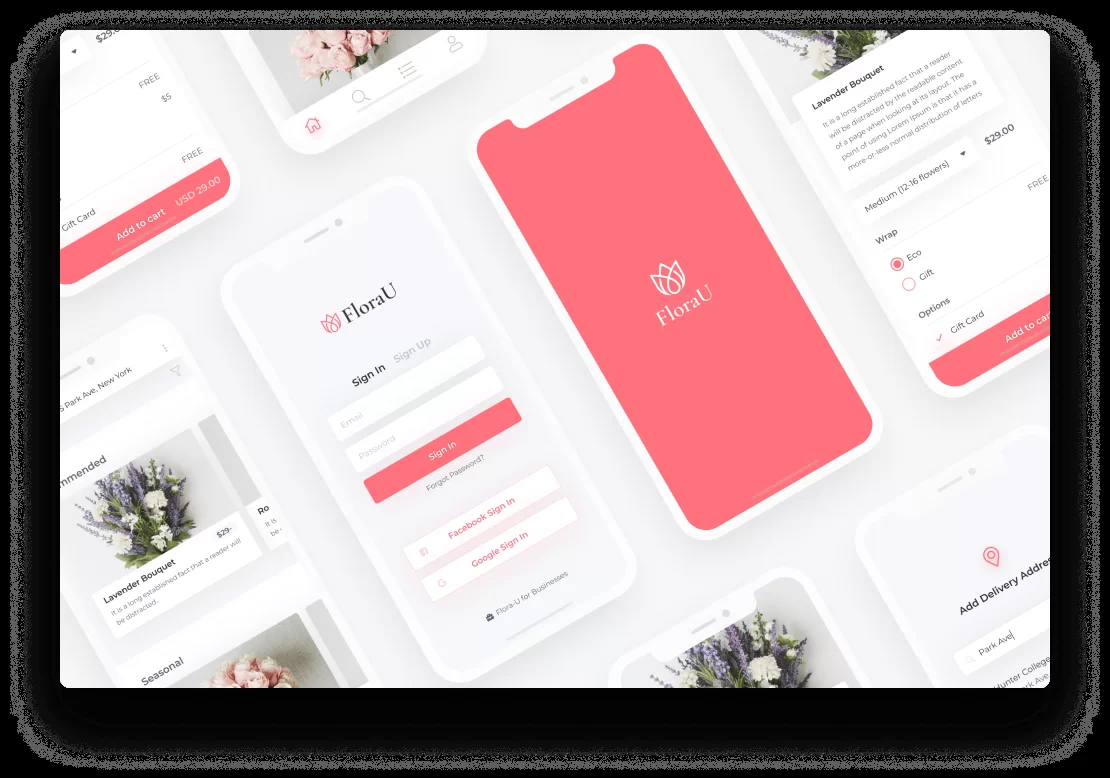 $29.0
FREE
$5
FREE
Gift Card
Add to cart
USD 29.00
Park Ave, New York
mmended
$29-
Lavender Bouquet
It is a long established fact that a reader will
be distracted.
Ro
It is
be
Seasonal
FloraU
Sign In
Sign Up
Email
Password
Sign In
Forgot Password?
Facebook Sign In
G
Google Sign In
Flora-U for Businesses
FloraU
Lavender Bouquet
It is a long established fact that a reader
will be distracted by the readable content
of a page when looking at its layout. The
point of using Lorem Ipsum is that it has a
more-or-less normal distribution of letters
Medium (12-16 flowers)
$29.00
FREE
Wrap
Eco
Gift
Options
Gift Card
Add to car
Add Delivery Addre
Park Ave
Hunter College
Park Ave,